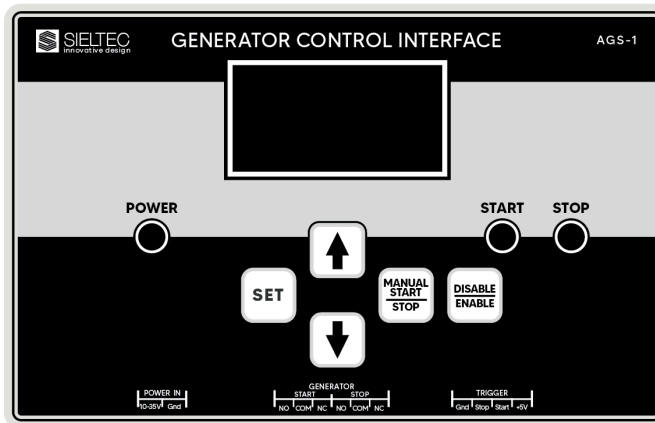 SIELTEC
innovative design
GENERATOR CONTROL INTERFACE
AGS-1
POWER
START
STOP
SET
MANUAL
START
STOP
DISABLE
ENABLE
POWER IN
10-35V Gnd
GENERATOR
START STOP
NO COM NC NO COM NC
TRIGGER
Gnd Stop Start +5V